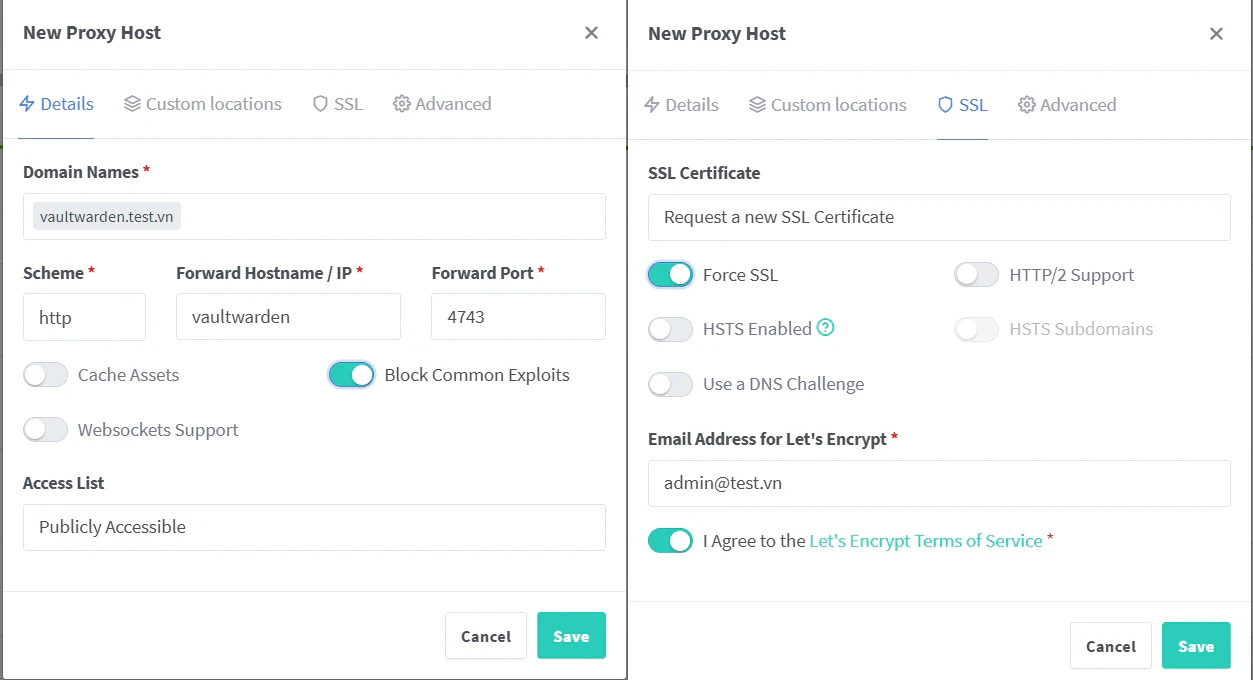 New Proxy Host
Details Custom locations SSL Advanced
Domain Names *
vaultwarden.test.vn
Scheme * Forward Hostname / IP * Forward Port *
http vaultwarden 4743
Cache Assets Block Common Exploits
Websockets Support
Access List
Publicly Accessible
Cancel Save
New Proxy Host
Details Custom locations SSL Advanced
SSL Certificate
Request a new SSL Certificate
Force SSL HTTP/2 Support
HSTS Enabled HSTS Subdomains
Use a DNS Challenge
Email Address for Let's Encrypt *
admin@test.vn
I Agree to the Let's Encrypt Terms of Service *
Cancel Save